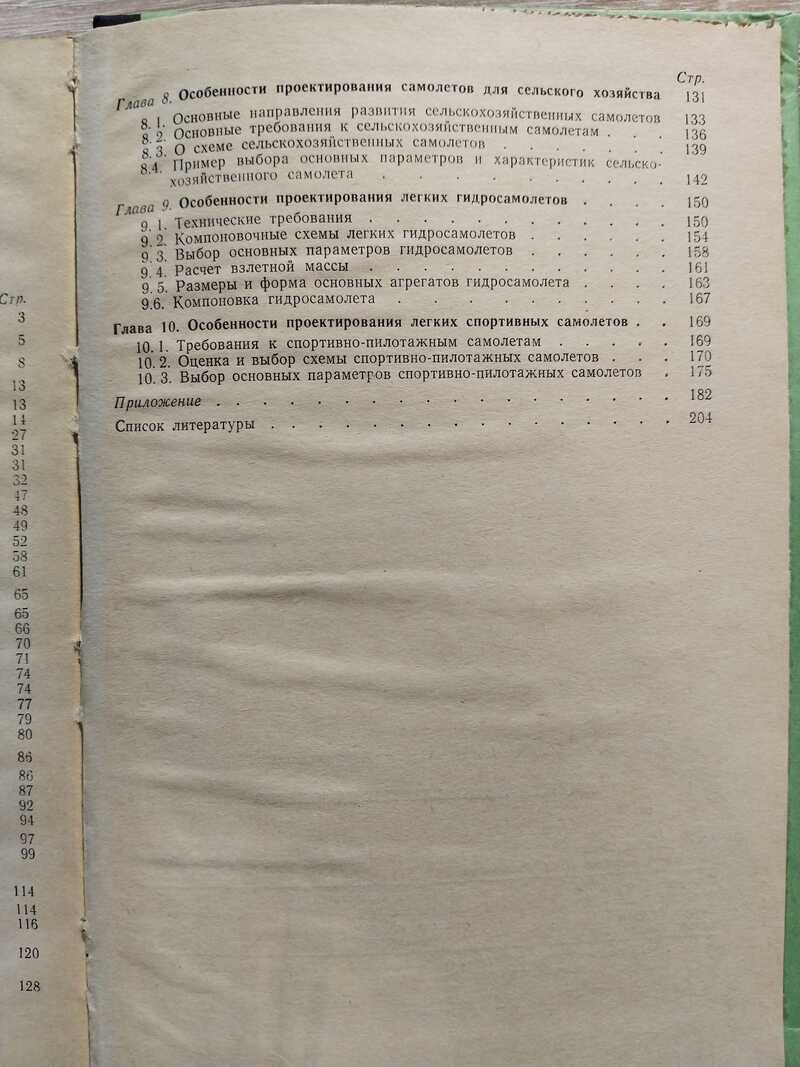 Стр.
3
5
8
13
13
14
27
31
31
32
47
48
49
52
58
61
65
65
66
70
71
74
74
77
79
80
86
86
87
92
94
97
99
114
114
116
120
128
Стр.
Глава 8. Особенности проектирования самолетов для сельского хозяйства 131
8. 1. Основные направления развития сельскохозяйственных самолетов 133
8. 2. Основные требования к сельскохозяйственным самолетам . . . 136
8. 3. О схеме сельскохозяйственных самолетов . . . . . . . 139
8.4. Пример выбора основных параметров и характеристик сельско-
хозяйственного самолета . . . . . . . . . . . 142
Глава 9. Особенности проектирования легких гидросамолетов . . . . 150
9. 1. Технические требования . . . . . . . . . . . 150
9. 2. Компоновочные схемы легких гидросамолетов . . . . . . 154
9. 3. Выбор основных параметров гидросамолетов . . . . . . 158
9. 4. Расчет взлетной массы . . . . . . . . . . . 161
9. 5. Размеры и форма основных агрегатов гидросамолета . . . . 163
9.6. Компоновка гидросамолета . . . . . . . . . . 167
Глава 10. Особенности проектирования легких спортивных самолетов . . 169
10. 1. Требования к спортивно-пилотажным самолетам . . . . . 169
10. 2. Оценка и выбор схемы спортивно-пилотажных самолетов . . . 170
10. 3. Выбор основных параметров спортивно-пилотажных самолетов . 175
Приложение . . . . . . . . . . . . . . . . . . 182
Список литературы . . . . . . . . . . . . . . . 204